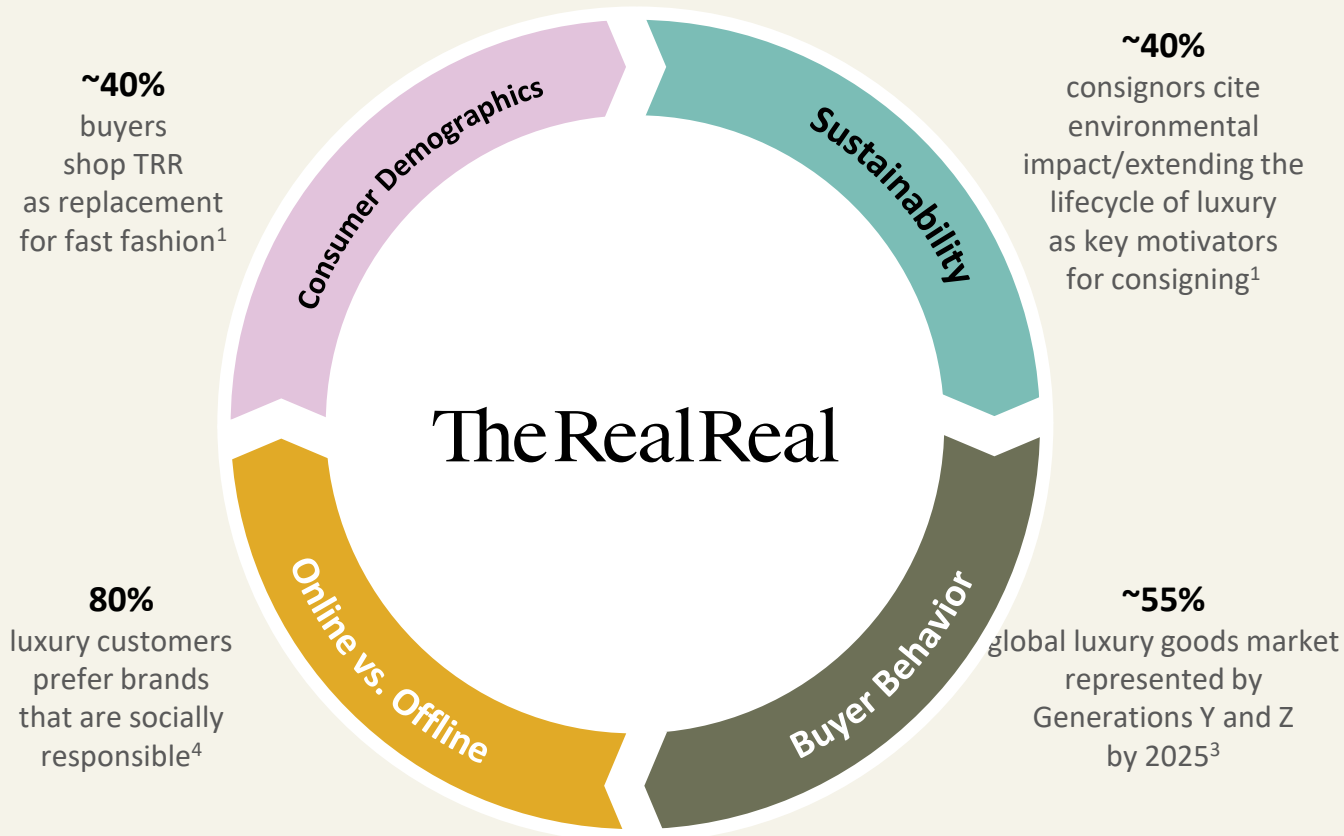 ~40%
buyers
shop TRR
as replacement
for fast fashion1
Consumer Demographics
Sustainability
~40%
consignors cite
environmental
impact/extending the
lifecycle of luxury
as key motivators
for consigning1
The RealReal
80%
luxury customers
prefer brands
that are socially
responsible4
Online vs. Offline
Buyer Behavior
~55%
global luxury goods market
represented by
Generations Y and Z
by 20253